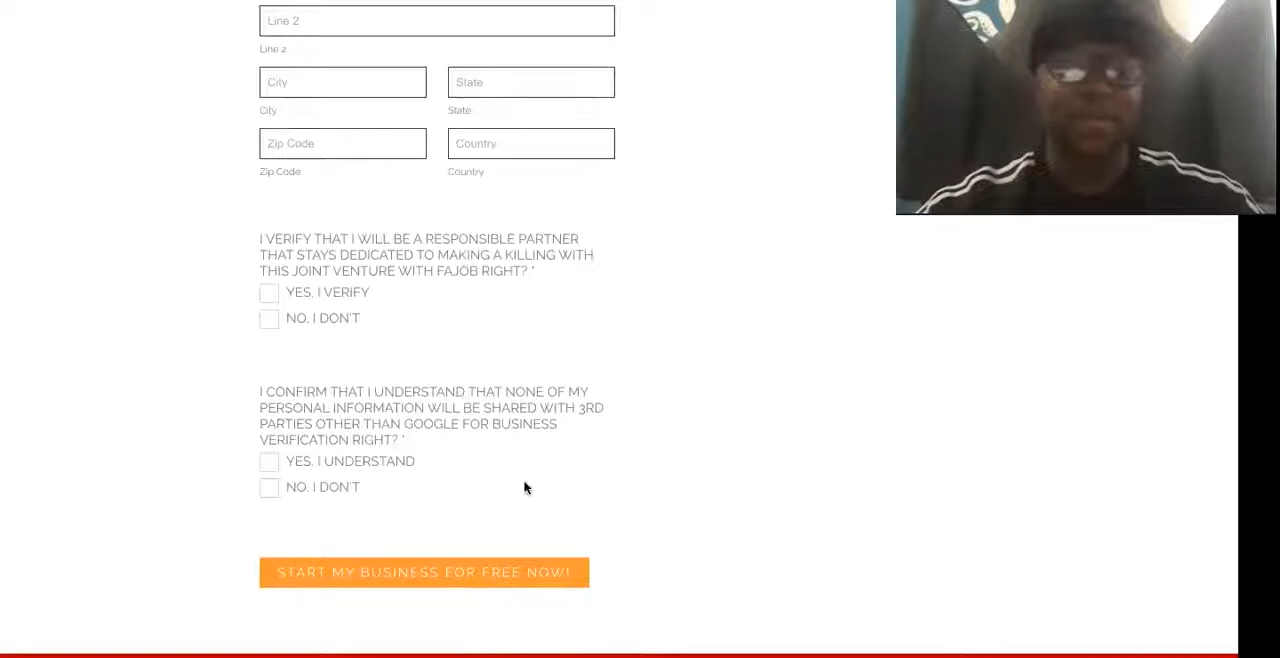 Line 2
Line 2
City State
City State
Zip Code Country
Zip Code Country
I VERIFY THAT I WILL BE A RESPONSIBLE PARTNER
THAT STAYS DEDICATED TO MAKING A KILLING WITH
THIS JOINT VENTURE WITH FAJOB RIGHT? *
YES, I VERIFY
NO, I DON'T
I CONFIRM THAT I UNDERSTAND THAT NONE OF MY
PERSONAL INFORMATION WILL BE SHARED WITH 3RD
PARTIES OTHER THAN GOOGLE FOR BUSINESS
VERIFICATION RIGHT? *
YES, I UNDERSTAND
NO, I DON'T
START MY BUSINESS FOR FREE NOW!